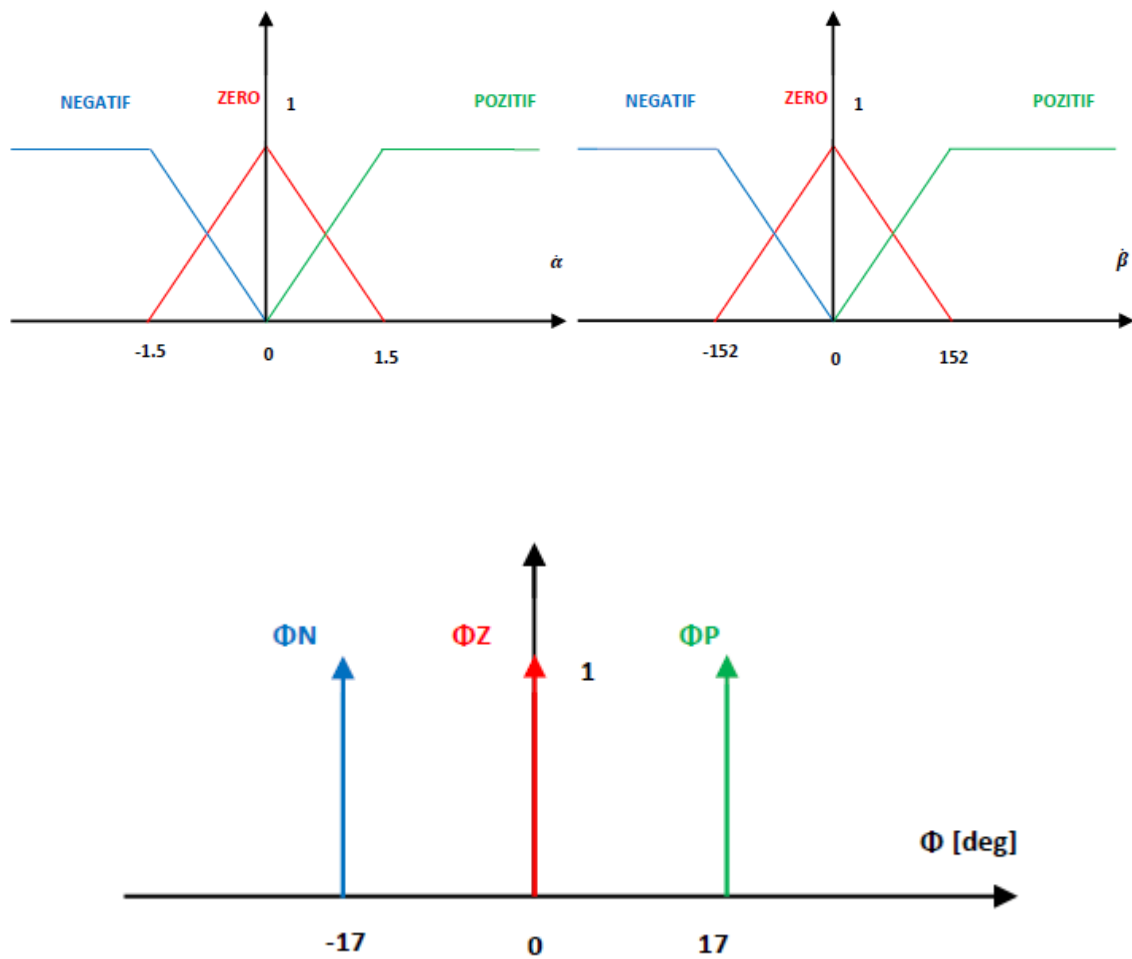 NEGATIF ZERO 1 POZITIF
α̇
-1.5 0 1.5
NEGATIF ZERO 1 POZITIF
β̇
-152 0 152
ΦN ΦZ ΦP
1
Φ [deg]
-17 0 17